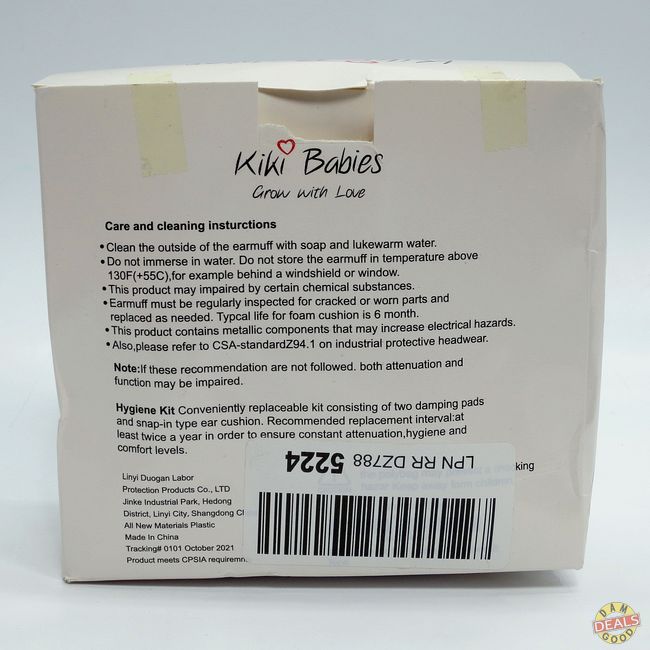 Kiki Babies
Grow with Love
Care and cleaning insturctions
•Clean the outside of the earmuff with soap and lukewarm water.
•Do not immerse in water. Do not store the earmuff in temperature above
130F(+55C),for example behind a windshield or window.
•This product may impaired by certain chemical substances.
•Earmuff must be regularly inspected for cracked or worn parts and
replaced as needed. Typcal life for foam cushion is 6 month.
•This product contains metallic components that may increase electrical hazards.
•Also,please refer to CSA-standardZ94.1 on industrial protective headwear.
Note:If these recommendation are not followed. both attenuation and
function may be impaired.
Hygiene Kit Conveniently replaceable kit consisting of two damping pads
and snap-in type ear cushion. Recommended replacement interval:at
least twice a year in order to ensure constant attenuation,hygiene and
comfort levels.
LPN RR DZ788 5224
Linyi Duogan Labor
Protection Products Co., LTD
Jinke Industrial Park, Hedong
District, Linyi City, Shangdong
All New Materials Plastic
Made In China
Tracking# 0101 October 2021
Product meets CPSIA
DAM
DEALS
GOOD